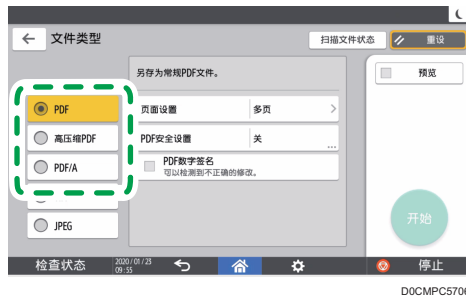 文件类型
扫描文件状态
重设
另存为常规PDF文件。
预览
PDF
页面设置
多页
高压缩PDF
PDF安全设置
关
...
PDF/A
PDF数字签名
可以检测到不正确的修改。
JPEG
开始
检查状态
2020/01/23
09:55
停止
D0CMPC5706